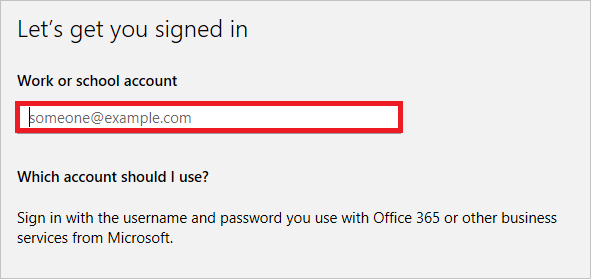 Let's get you signed in
Work or school account
someone@example.com
Which account should I use?
Sign in with the username and password you use with Office 365 or other business
services from Microsoft.